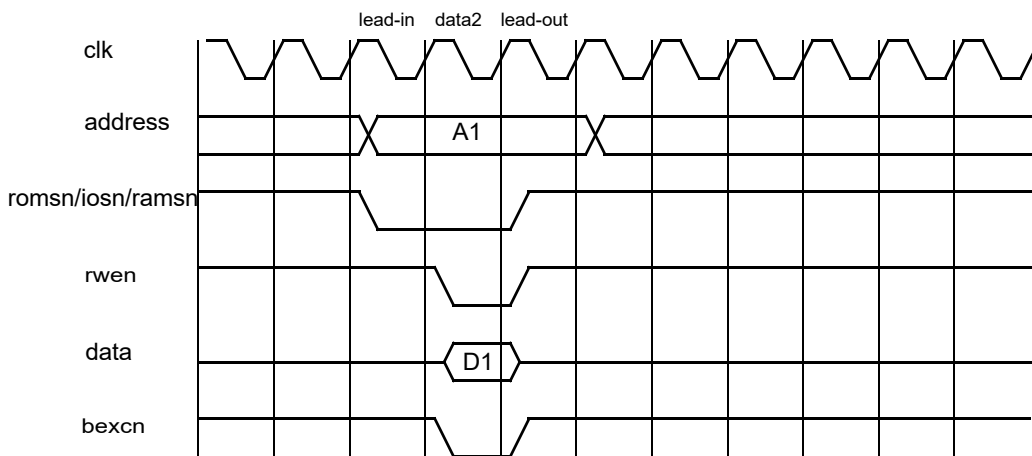 lead-in data2 lead-out
clk
address
A1
romsn/iosn/ramsn
rwen
data
D1
bexcn